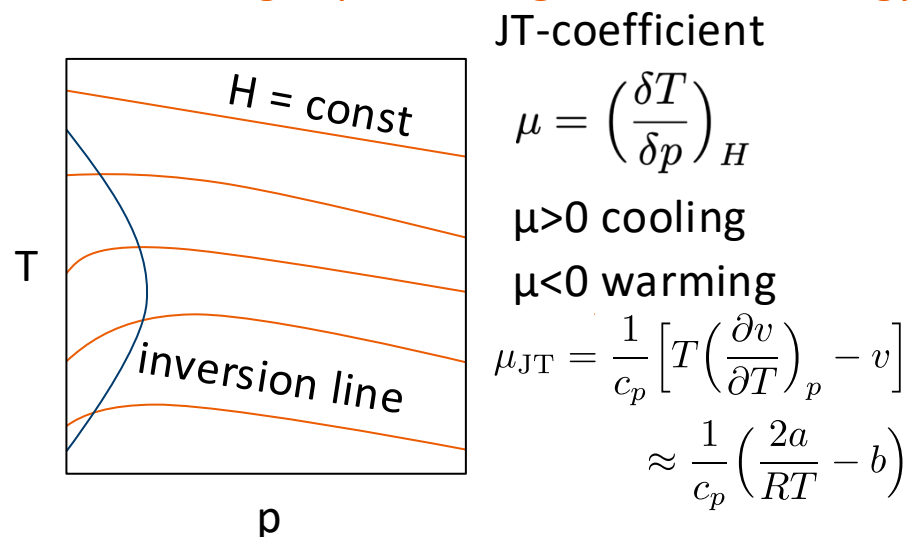 JT-coefficient
H = const
μ = (δT/δp)_H
μ>0 cooling
T
μ<0 warming
μ_JT = 1/c_p [T(∂v/∂T)_p − v]
inversion line
≈ 1/c_p (2a/RT − b)
p